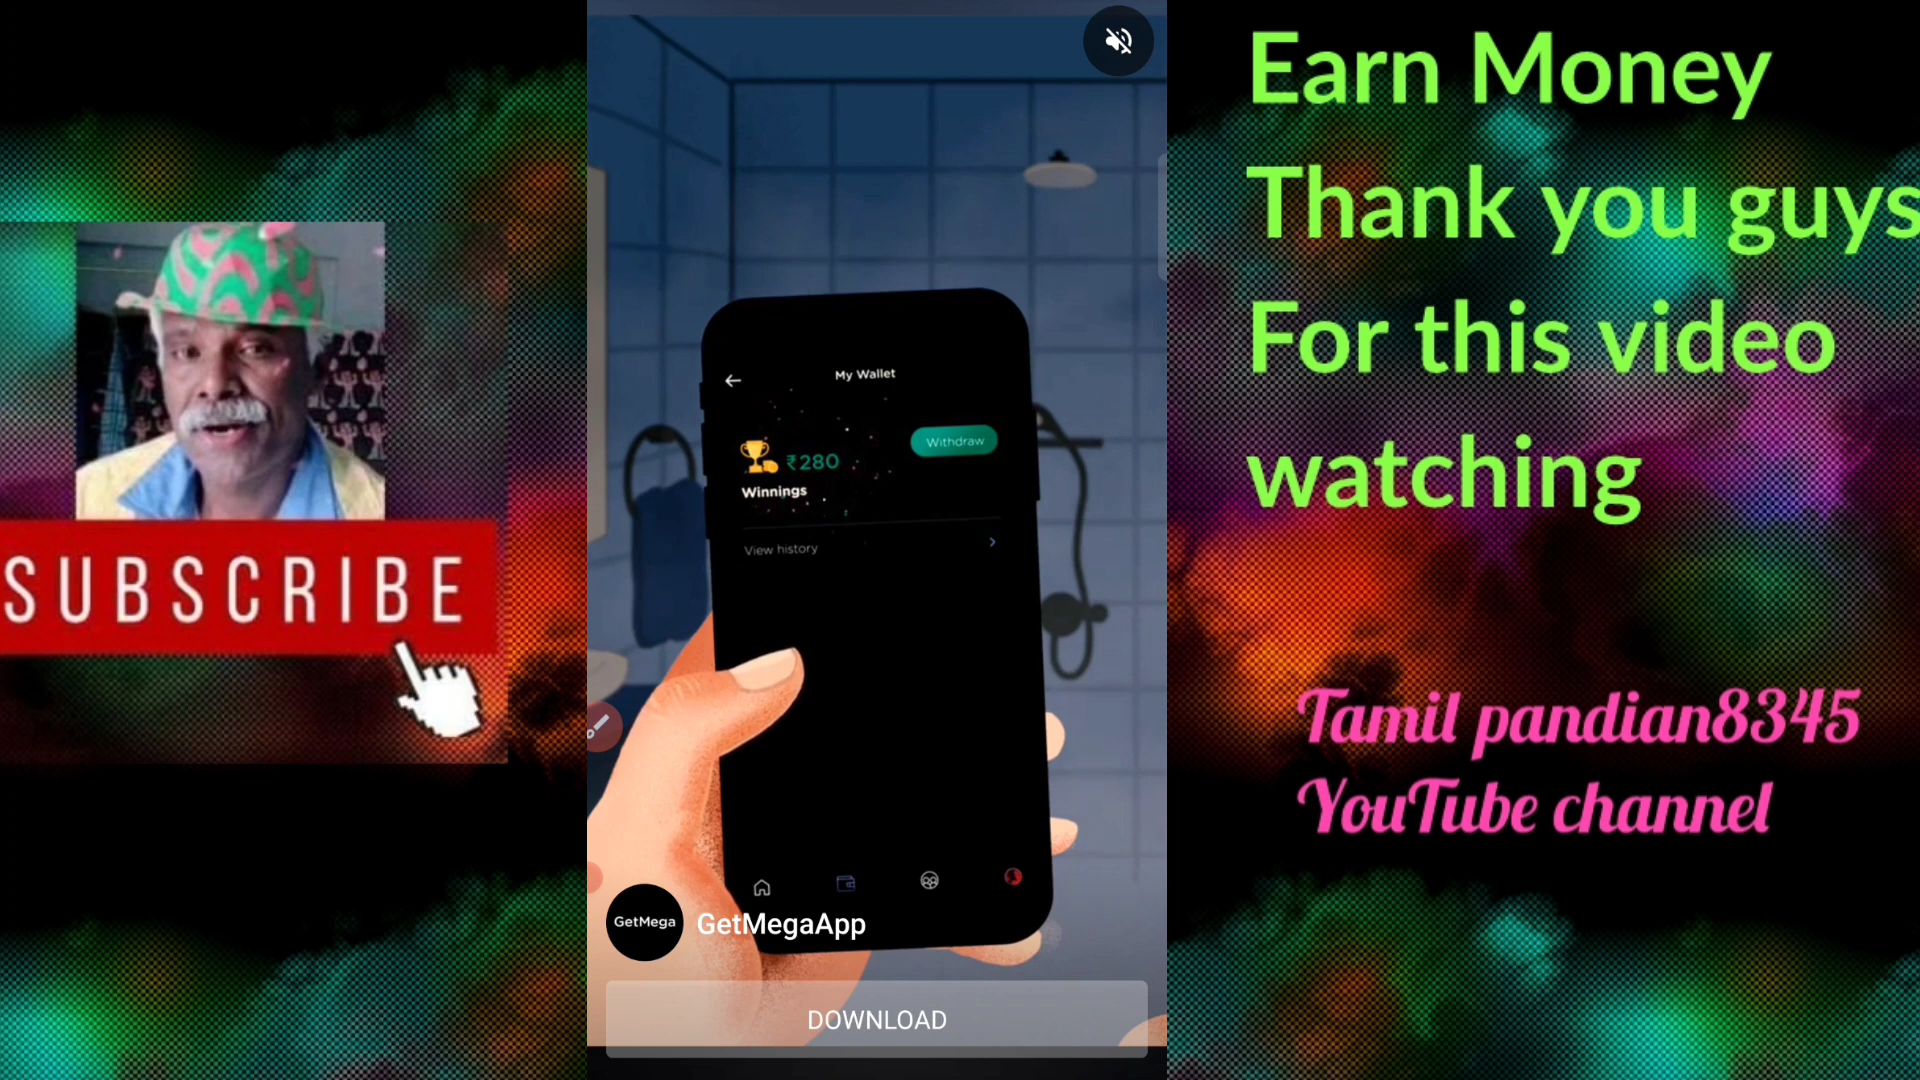 SUBSCRIBE
My Wallet
₹280
Withdraw
Winnings
View history
GetMega
GetMegaApp
DOWNLOAD
Earn Money
Thank you guys
For this video
watching
Tamil pandian8345
YouTube channel